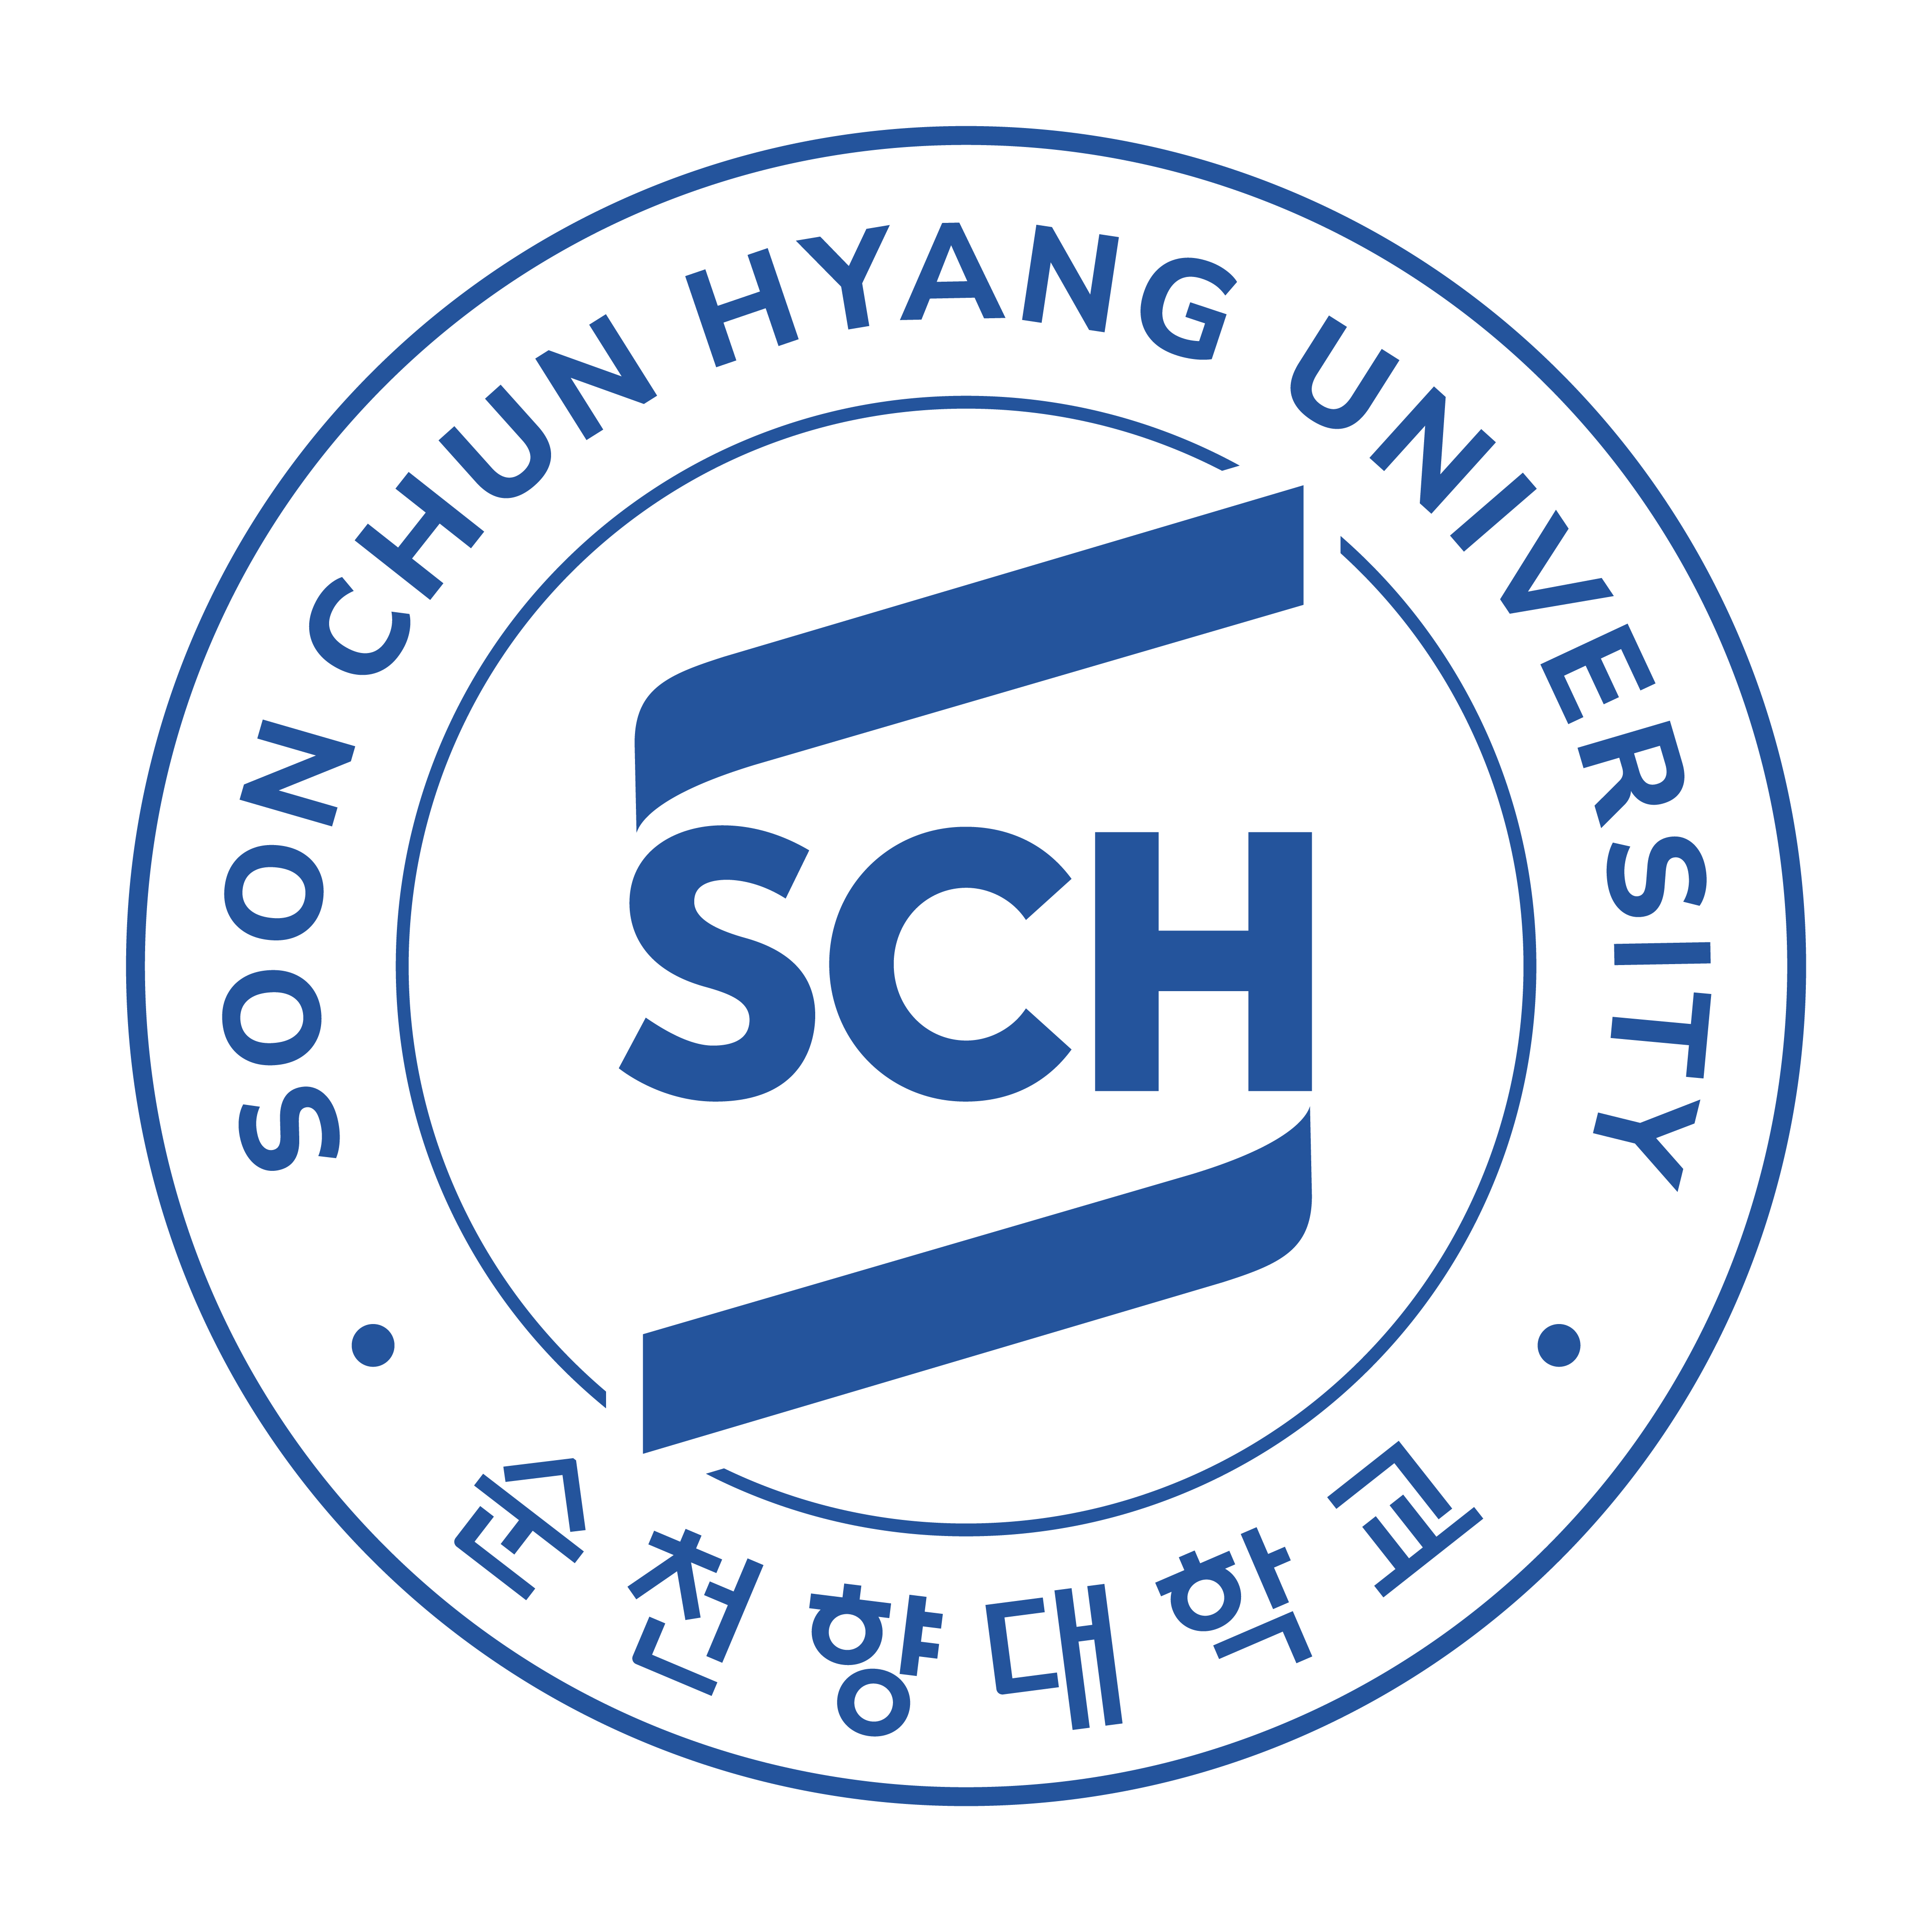 SOON CHUN HYANG UNIVERSITY
SCH
순천향대학교